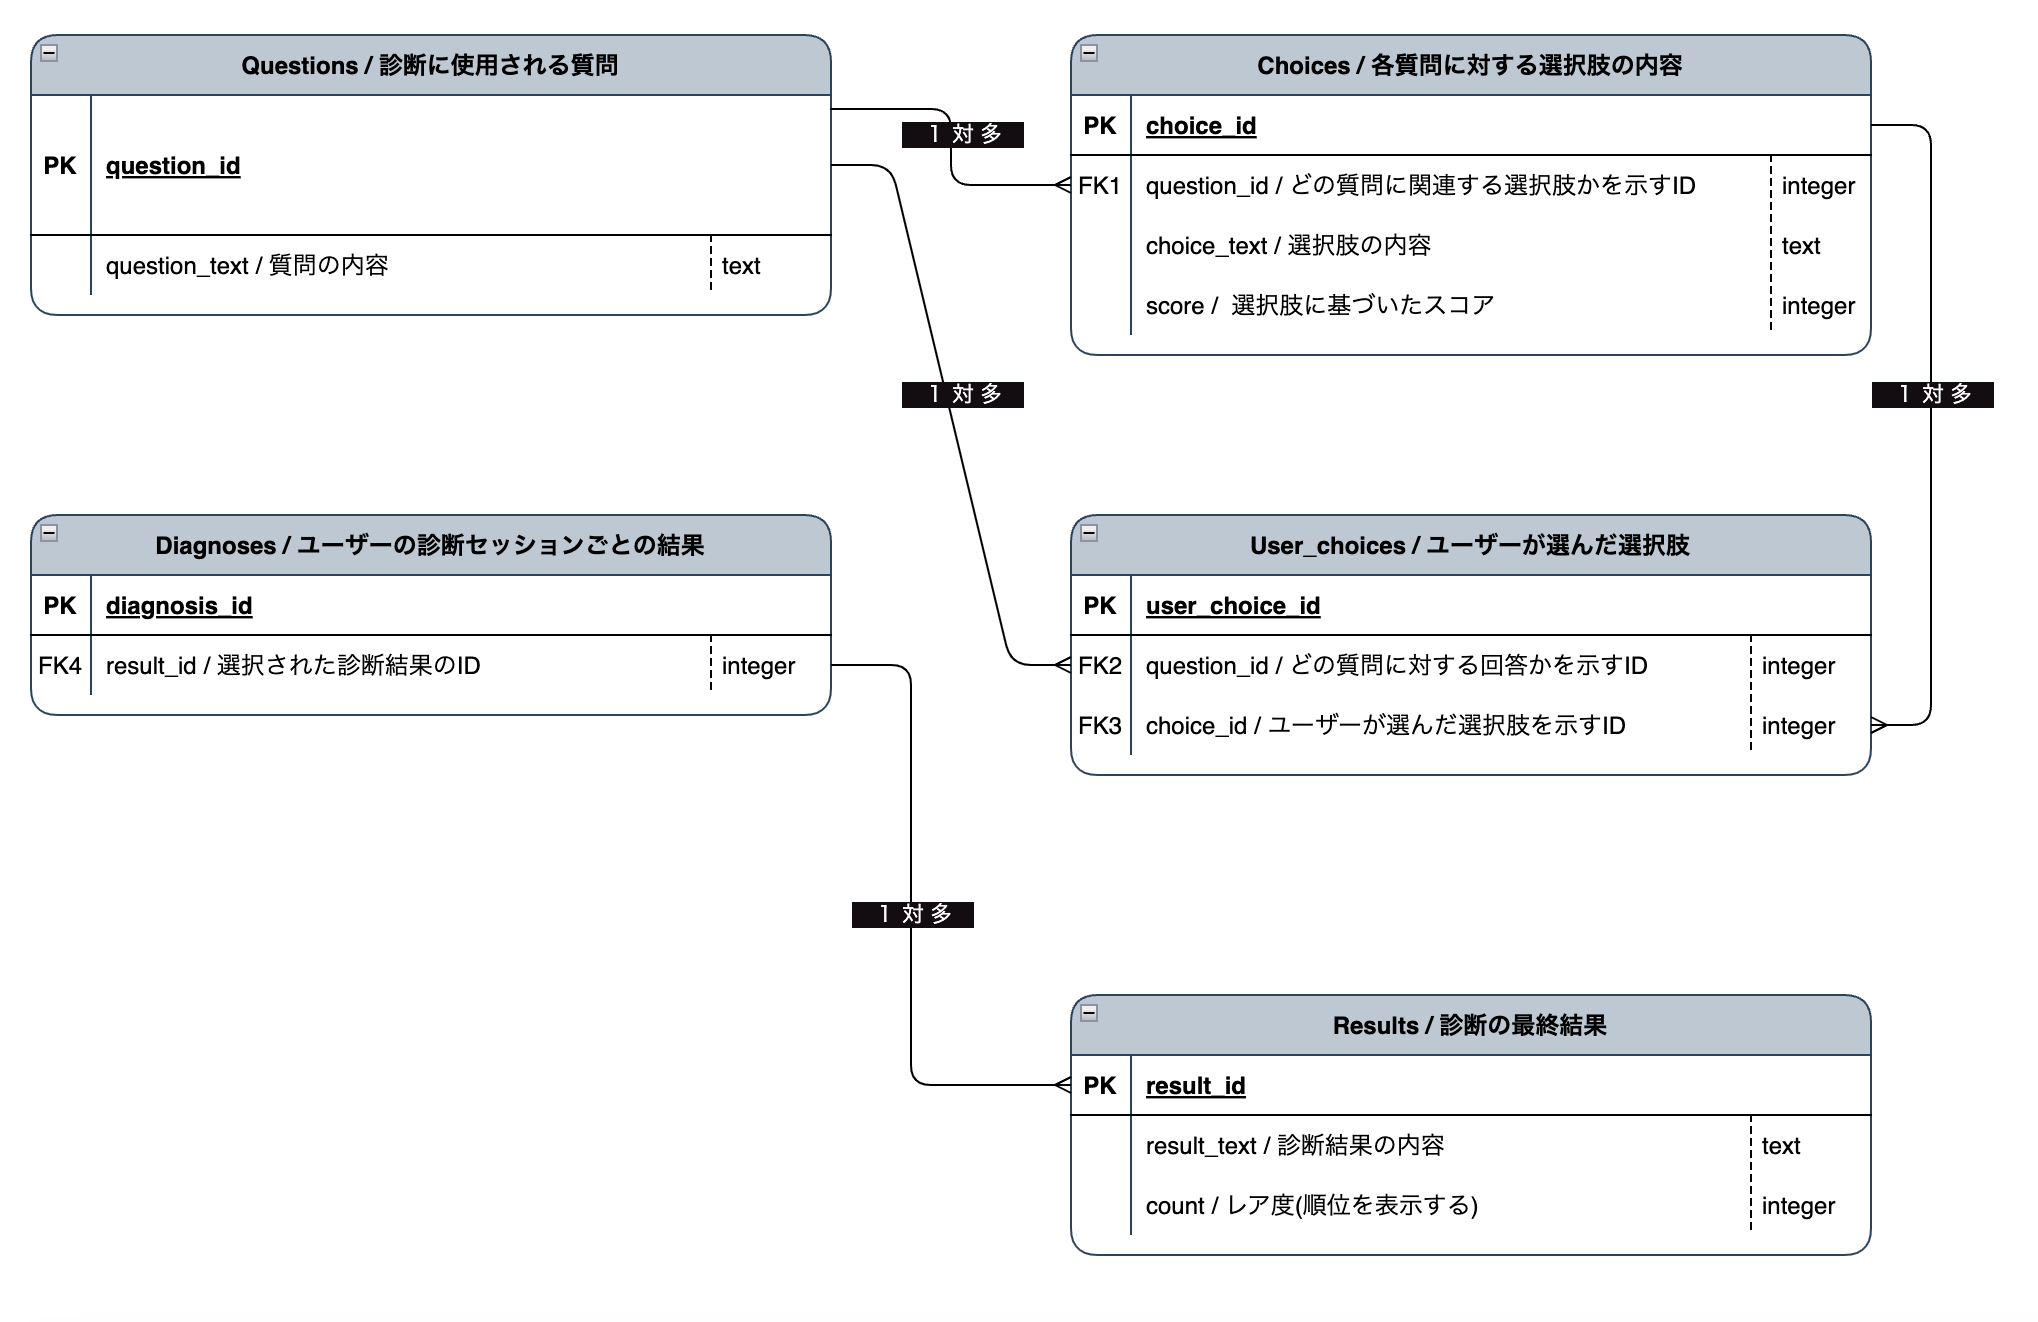 Questions / 診断に使用される質問
PK question_id
question_text / 質問の内容 text
1 対 多
Choices / 各質問に対する選択肢の内容
PK choice_id
FK1 question_id / どの質問に関連する選択肢かを示すID integer
choice_text / 選択肢の内容 text
score / 選択肢に基づいたスコア integer
1 対 多
1 対 多
Diagnoses / ユーザーの診断セッションごとの結果
PK diagnosis_id
FK4 result_id / 選択された診断結果のID integer
User_choices / ユーザーが選んだ選択肢
PK user_choice_id
FK2 question_id / どの質問に対する回答かを示すID integer
FK3 choice_id / ユーザーが選んだ選択肢を示すID integer
1 対 多
Results / 診断の最終結果
PK result_id
result_text / 診断結果の内容 text
count / レア度(順位を表示する) integer